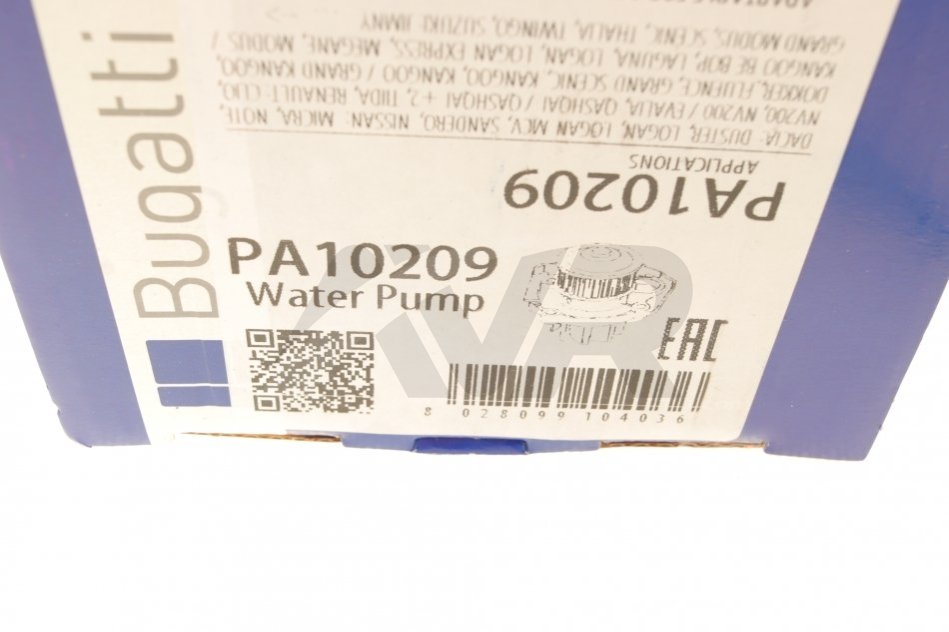 Bugatti
PA10209
Water Pump
EAC
8 028099 104036
PA10209
APPLICATIONS
DACIA: DUSTER, LOGAN, LOGAN MCV, SANDERO, NISSAN: MICRA, NOTE,
NV200, NV200 / EVALIA, QASHQAI / QASHQAI + 2, TIIDA, RENAULT: CLIO,
DOKKER, FLUENCE, GRAND SCENIC, KANGOO, KANGOO / GRAND KANGOO,
KANGOO BE BOP, LAGUNA, LOGAN, LOGAN EXPRESS, MEGANE, MODUS /
GRAND MODUS, SCENIC, THALIA, TWINGO, SUZUKI: JIMNY